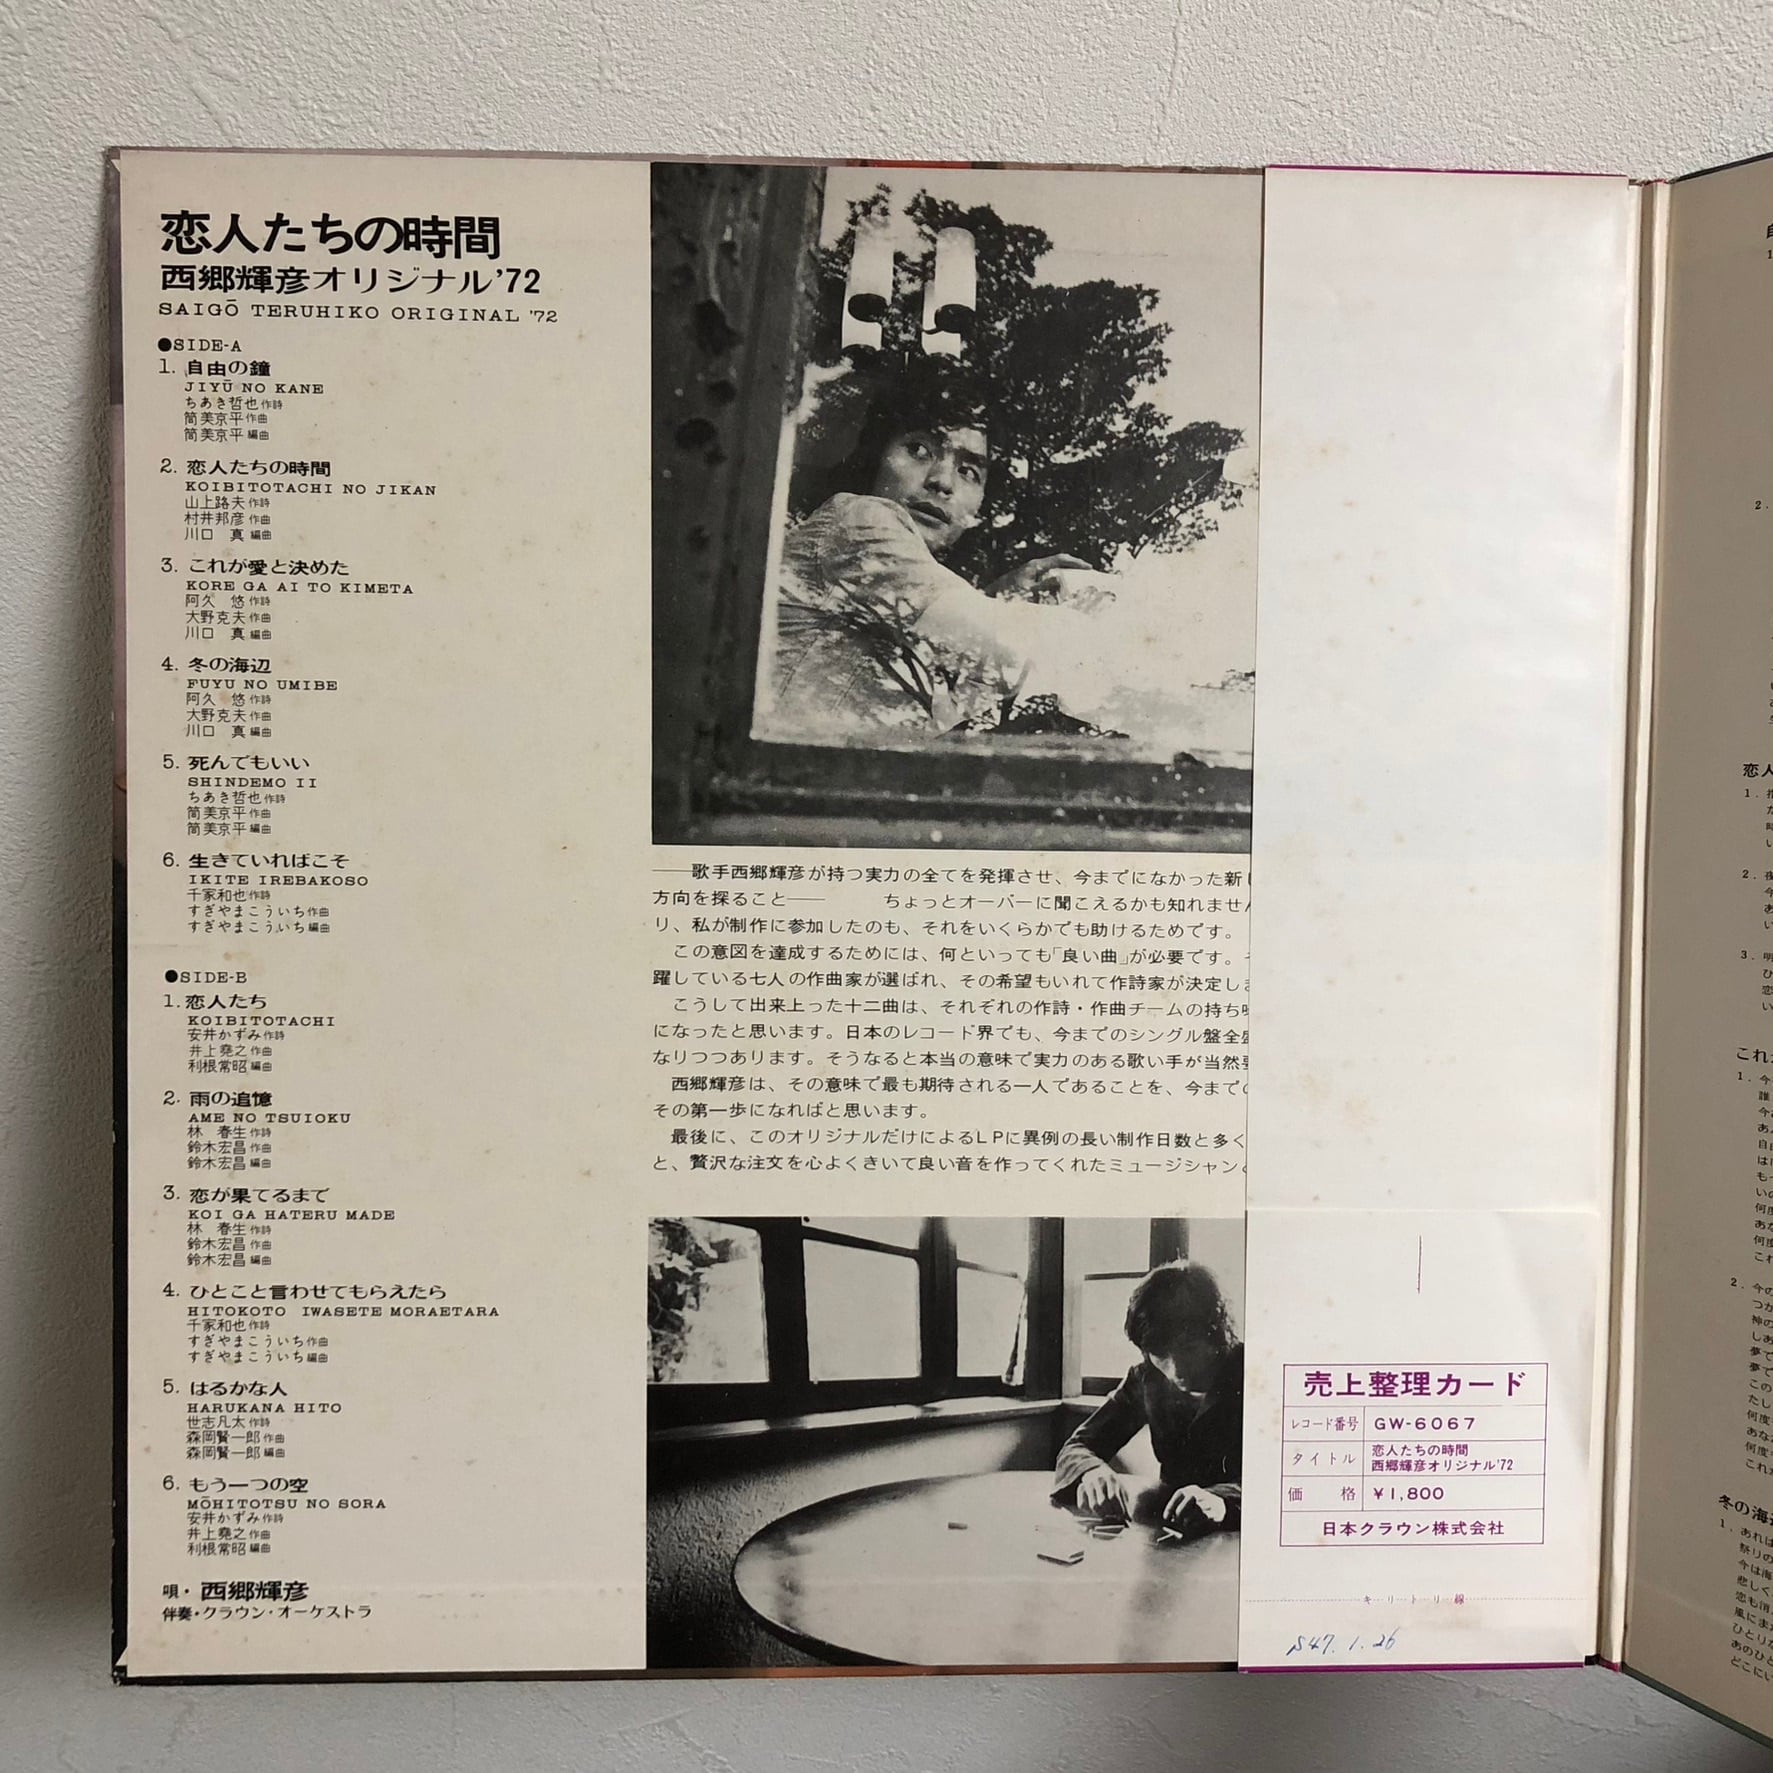 恋人たちの時間
西郷輝彦オリジナル'72
SAIGŌ TERUHIKO ORIGINAL '72
●SIDE-A
1. 自由の鐘
JIYŪ NO KANE
ちあき哲也 作詩
筒美京平 作曲
筒美京平 編曲
2. 恋人たちの時間
KOIBITOTACHI NO JIKAN
山上路夫 作詩
村井邦彦 作曲
川口 真 編曲
3. これが愛と決めた
KORE GA AI TO KIMETA
阿久 悠 作詩
大野克夫 作曲
川口 真 編曲
4. 冬の海辺
FUYU NO UMIBE
阿久 悠 作詩
大野克夫 作曲
川口 真 編曲
5. 死んでもいい
SHINDEMO II
ちあき哲也 作詩
筒美京平 作曲
筒美京平 編曲
6. 生きていればこそ
IKITE IREBAKOSO
千家和也 作詩
すぎやまこういち 作曲
すぎやまこういち 編曲
●SIDE-B
1. 恋人たち
KOIBITOTACHI
安井かずみ 作詩
井上堯之 作曲
利根常昭 編曲
2. 雨の追憶
AME NO TSUIOKU
林 春生 作詩
鈴木宏昌 作曲
鈴木宏昌 編曲
3. 恋が果てるまで
KOI GA HATERU MADE
林 春生 作詩
鈴木宏昌 作曲
鈴木宏昌 編曲
4. ひとこと言わせてもらえたら
HITOKOTO IWASETE MORAETARA
千家和也 作詩
すぎやまこういち 作曲
すぎやまこういち 編曲
5. はるかな人
HARUKANA HITO
世志凡太 作詩
森岡賢一郎 作曲
森岡賢一郎 編曲
6. もう一つの空
MŌHITOTSU NO SORA
安井かずみ 作詩
井上堯之 作曲
利根常昭 編曲
唄・西郷輝彦
伴奏・クラウン・オーケストラ
――歌手西郷輝彦が持つ実力の全てを発揮させ、今までになかった新し
方向を探ること―― ちょっとオーバーに聞こえるかも知れません
り、私が制作に参加したのも、それをいくらかでも助けるためです。
この意図を達成するためには、何といっても「良い曲」が必要です。そ
躍している七人の作曲家が選ばれ、その希望もいれて作詩家が決定しま
こうして出来上った十二曲は、それぞれの作詩・作曲チームの持ち味
になったと思います。日本のレコード界でも、今までのシングル盤全盛
なりつつあります。そうなると本当の意味で実力のある歌い手が当然要
西郷輝彦は、その意味で最も期待される一人であることを、今までの
その第一歩になればと思います。
最後に、このオリジナルだけによるLPに異例の長い制作日数と多く
と、贅沢な注文を心よくきいて良い音を作ってくれたミュージシャンと
売上整理カード
レコード番号 GW-6067
タイトル 恋人たちの時間
西郷輝彦オリジナル'72
価 格 ¥1,800
日本クラウン株式会社
キリトリ線
S47.1.26
恋人
これ
冬の海